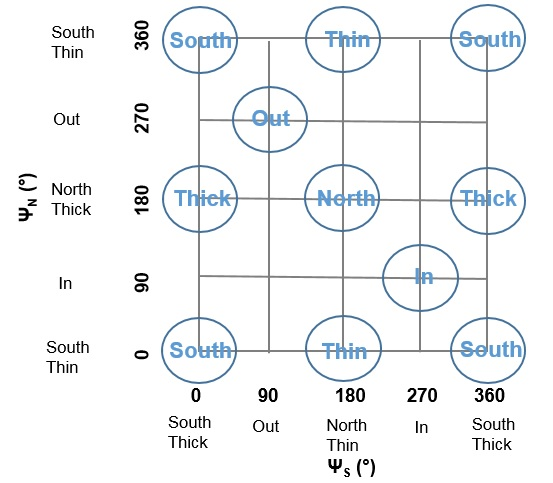 South
Thin
360
South
Thin
South
Out
270
Out
ΨN (°)
North
Thick
180
Thick
North
Thick
In
90
In
South
Thin
0
South
Thin
South
0
90
180
270
360
South
Thick
Out
North
Thin
In
South
Thick
ΨS (°)